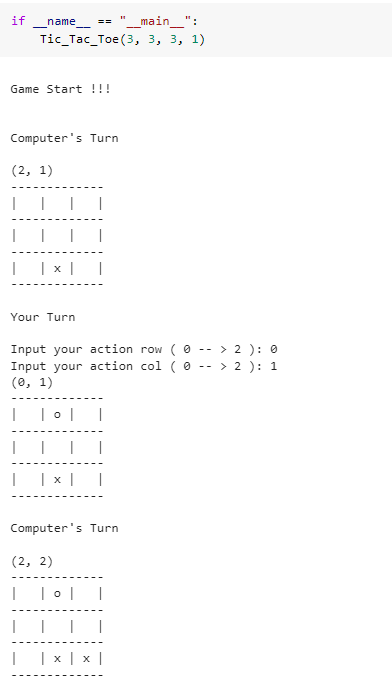 if __name__ == "__main__":
    Tic_Tac_Toe(3, 3, 3, 1)
Game Start !!!
Computer's Turn
(2, 1)
-------------
|   |   |   |
-------------
|   |   |   |
-------------
|   | x |   |
-------------
Your Turn
Input your action row ( 0 -- > 2 ): 0
Input your action col ( 0 -- > 2 ): 1
(0, 1)
-------------
|   | o |   |
-------------
|   |   |   |
-------------
|   | x |   |
-------------
Computer's Turn
(2, 2)
-------------
|   | o |   |
-------------
|   |   |   |
-------------
|   | x | x |
-------------